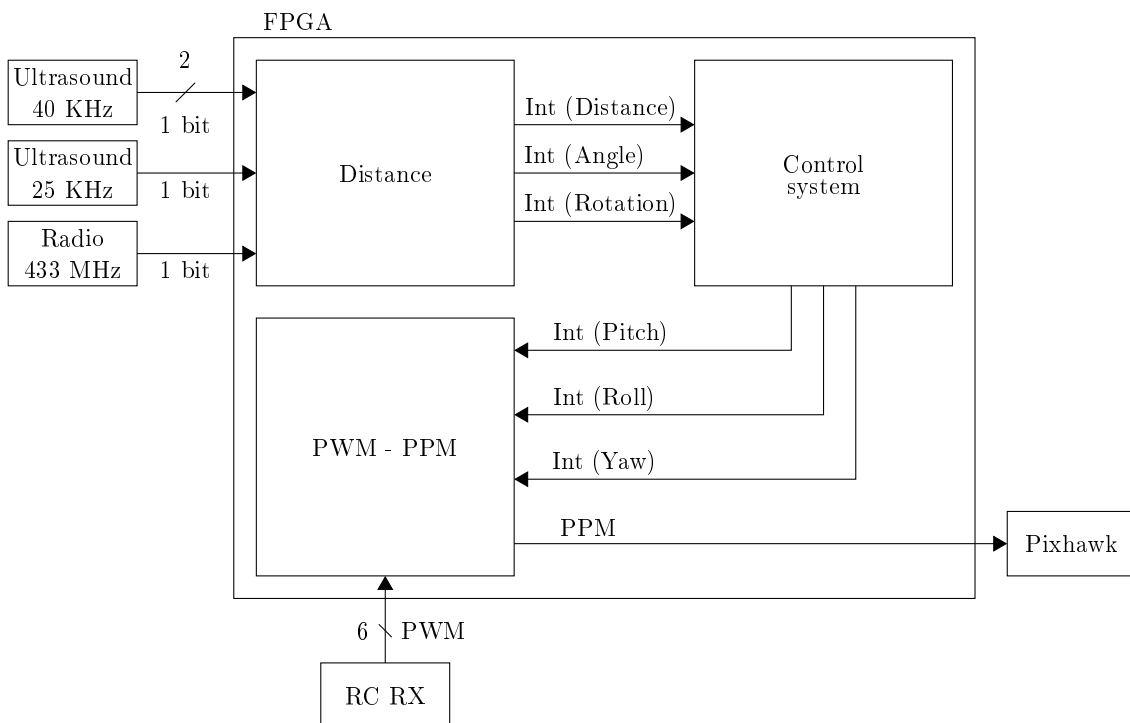 FPGA
2
Ultrasound
40 KHz
1 bit
Ultrasound
25 KHz
1 bit
Radio
433 MHz
1 bit
Distance
Int (Distance)
Int (Angle)
Int (Rotation)
Control
system
Int (Pitch)
Int (Roll)
Int (Yaw)
PWM - PPM
PPM
Pixhawk
6
PWM
RC RX